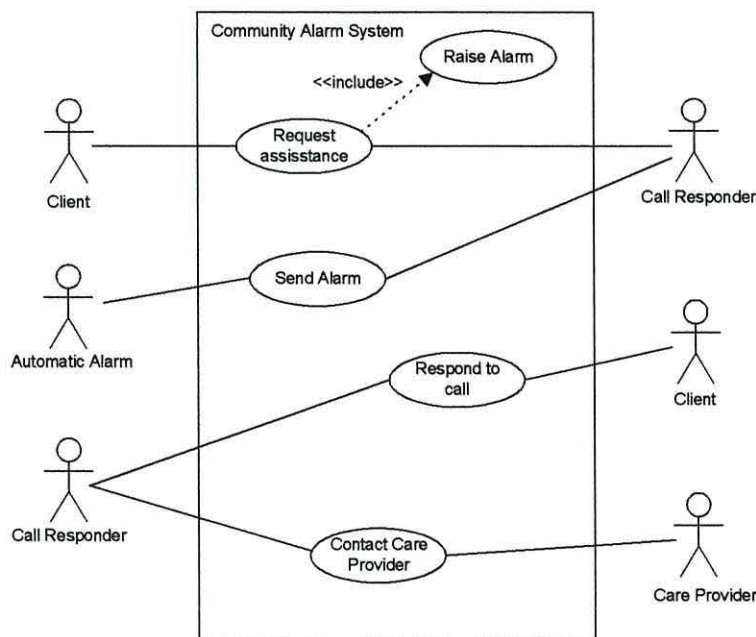 Community Alarm System
Raise Alarm
<<include>>
Request
assisstance
Client
Call Responder
Send Alarm
Automatic Alarm
Respond to
call
Client
Call Responder
Contact Care
Provider
Care Provider